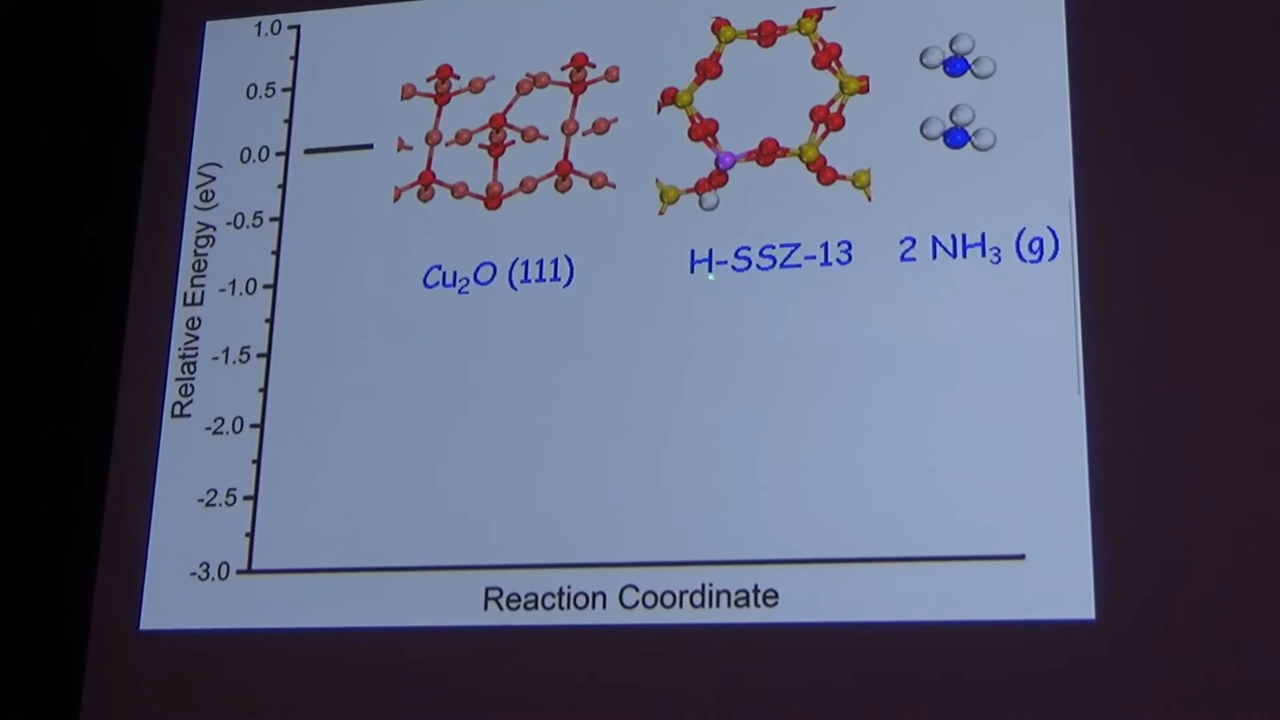 1.0
0.5
0.0
-0.5
-1.0
-1.5
-2.0
-2.5
-3.0
Relative Energy (eV)
Cu₂O (111)
H-SSZ-13
2 NH₃ (g)
Reaction Coordinate